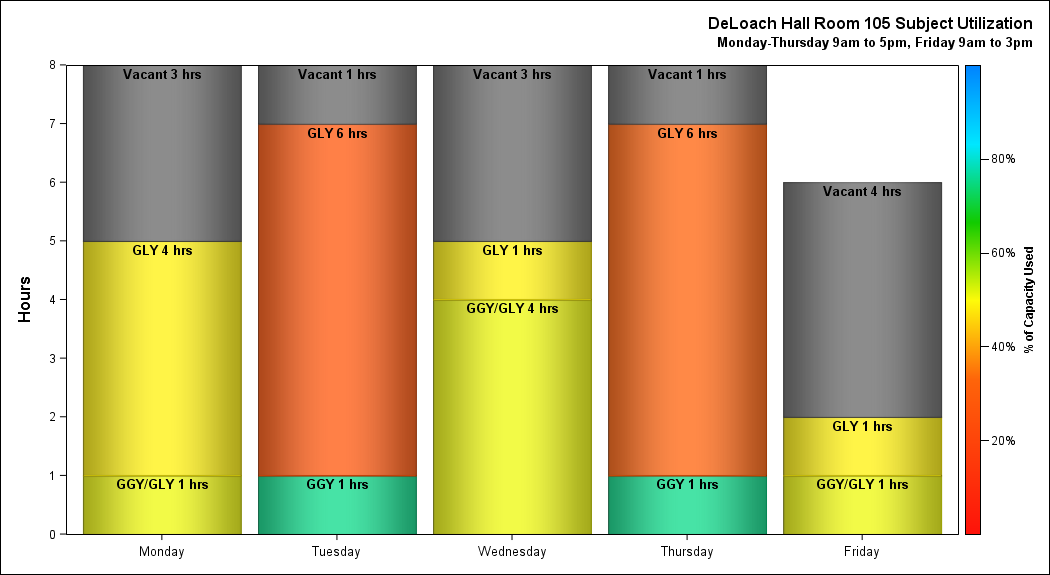 DeLoach Hall Room 105 Subject Utilization
Monday-Thursday 9am to 5pm, Friday 9am to 3pm
8
7
6
5
4
3
2
1
0
Hours
Vacant 3 hrs
GLY 4 hrs
GGY/GLY 1 hrs
Vacant 1 hrs
GLY 6 hrs
GGY 1 hrs
Vacant 3 hrs
GLY 1 hrs
GGY/GLY 4 hrs
Vacant 1 hrs
GLY 6 hrs
GGY 1 hrs
Vacant 4 hrs
GLY 1 hrs
GGY/GLY 1 hrs
Monday
Tuesday
Wednesday
Thursday
Friday
80%
60%
40%
20%
% of Capacity Used